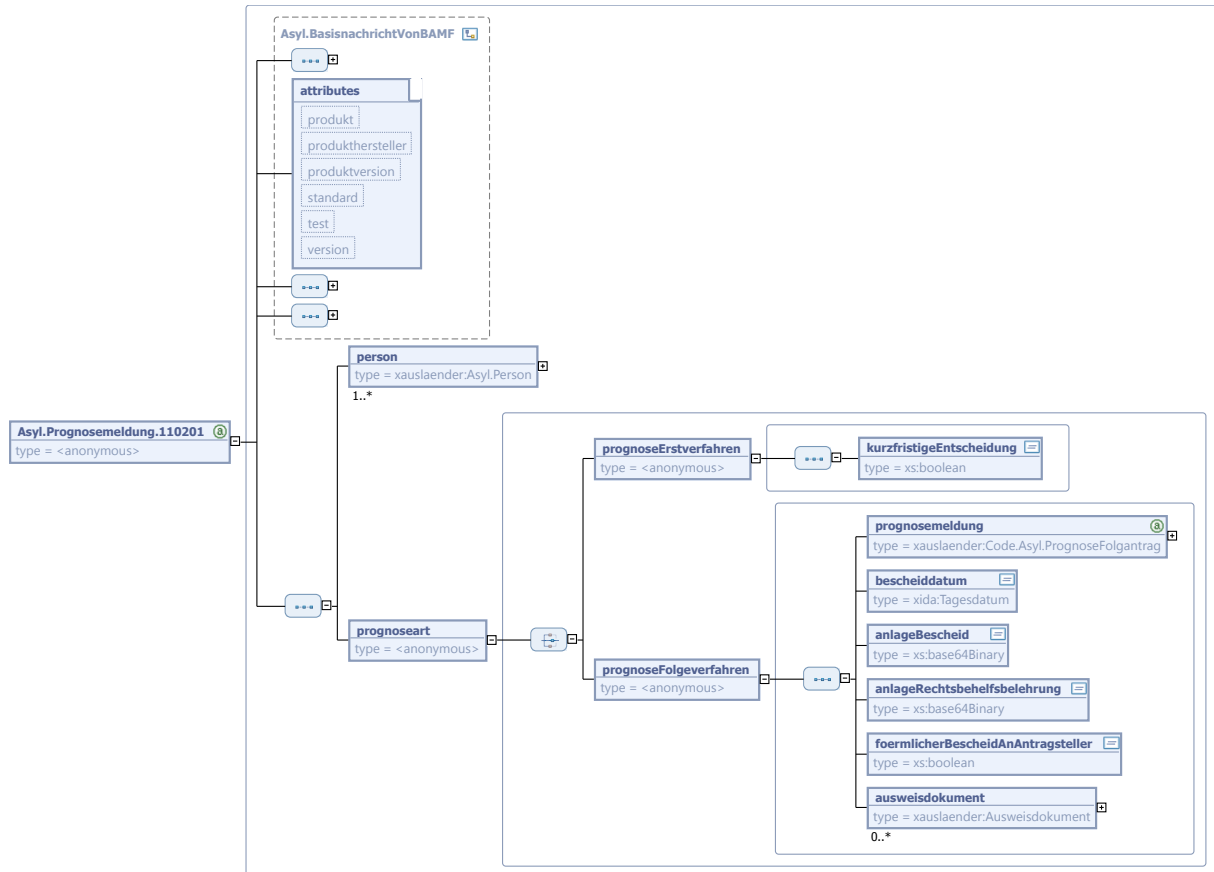 Asyl.BasisnachrichtVonBAMF
attributes
produkt
produkthersteller
produktversion
standard
test
version
person
type = xauslaender:Asyl.Person
1..*
Asyl.Prognosemeldung.110201
type = <anonymous>
prognoseart
type = <anonymous>
prognoseErstverfahren
type = <anonymous>
kurzfristigeEntscheidung
type = xs:boolean
prognoseFolgeverfahren
type = <anonymous>
prognosemeldung
type = xauslaender:Code.Asyl.PrognoseFolgantrag
bescheiddatum
type = xida:Tagesdatum
anlageBescheid
type = xs:base64Binary
anlageRechtsbehelfsbelehrung
type = xs:base64Binary
foermlicherBescheidAnAntragsteller
type = xs:boolean
ausweisdokument
type = xauslaender:Ausweisdokument
0..*